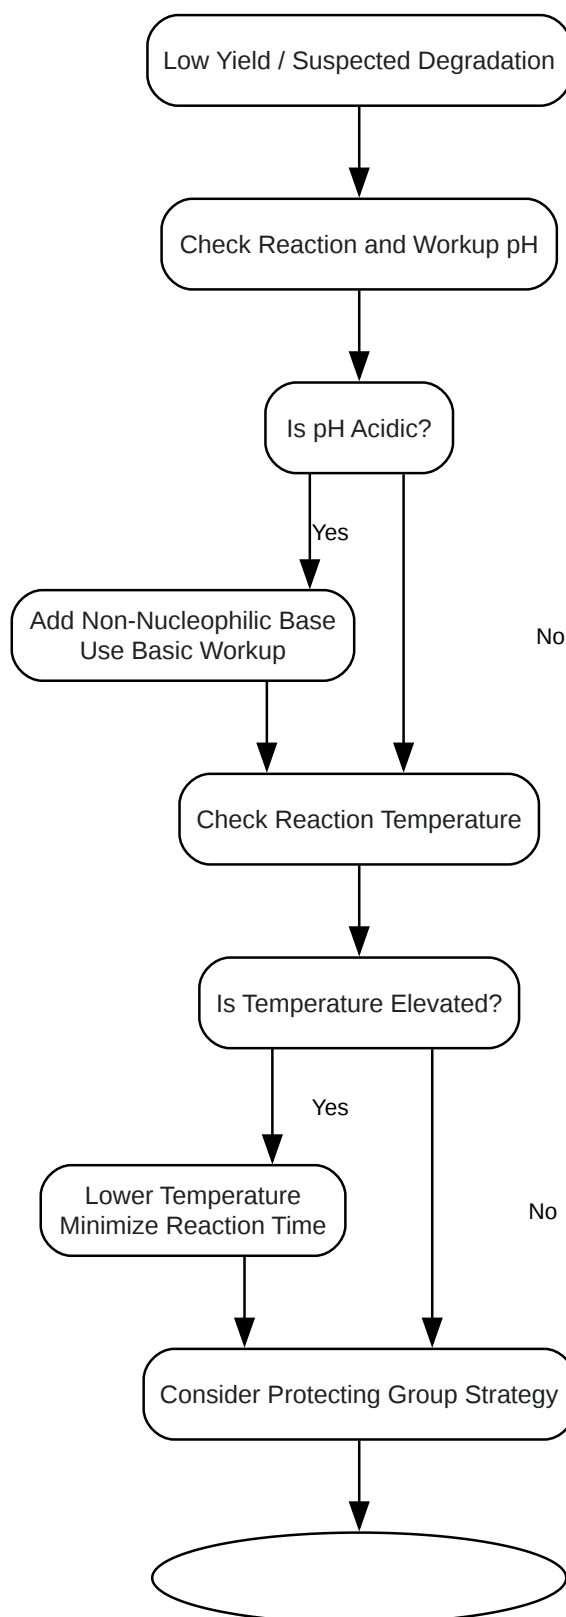 Low Yield / Suspected Degradation
Check Reaction and Workup pH
Is pH Acidic?
Yes
Add Non-Nucleophilic Base
Use Basic Workup
No
Check Reaction Temperature
Is Temperature Elevated?
Yes
Lower Temperature
Minimize Reaction Time
No
Consider Protecting Group Strategy